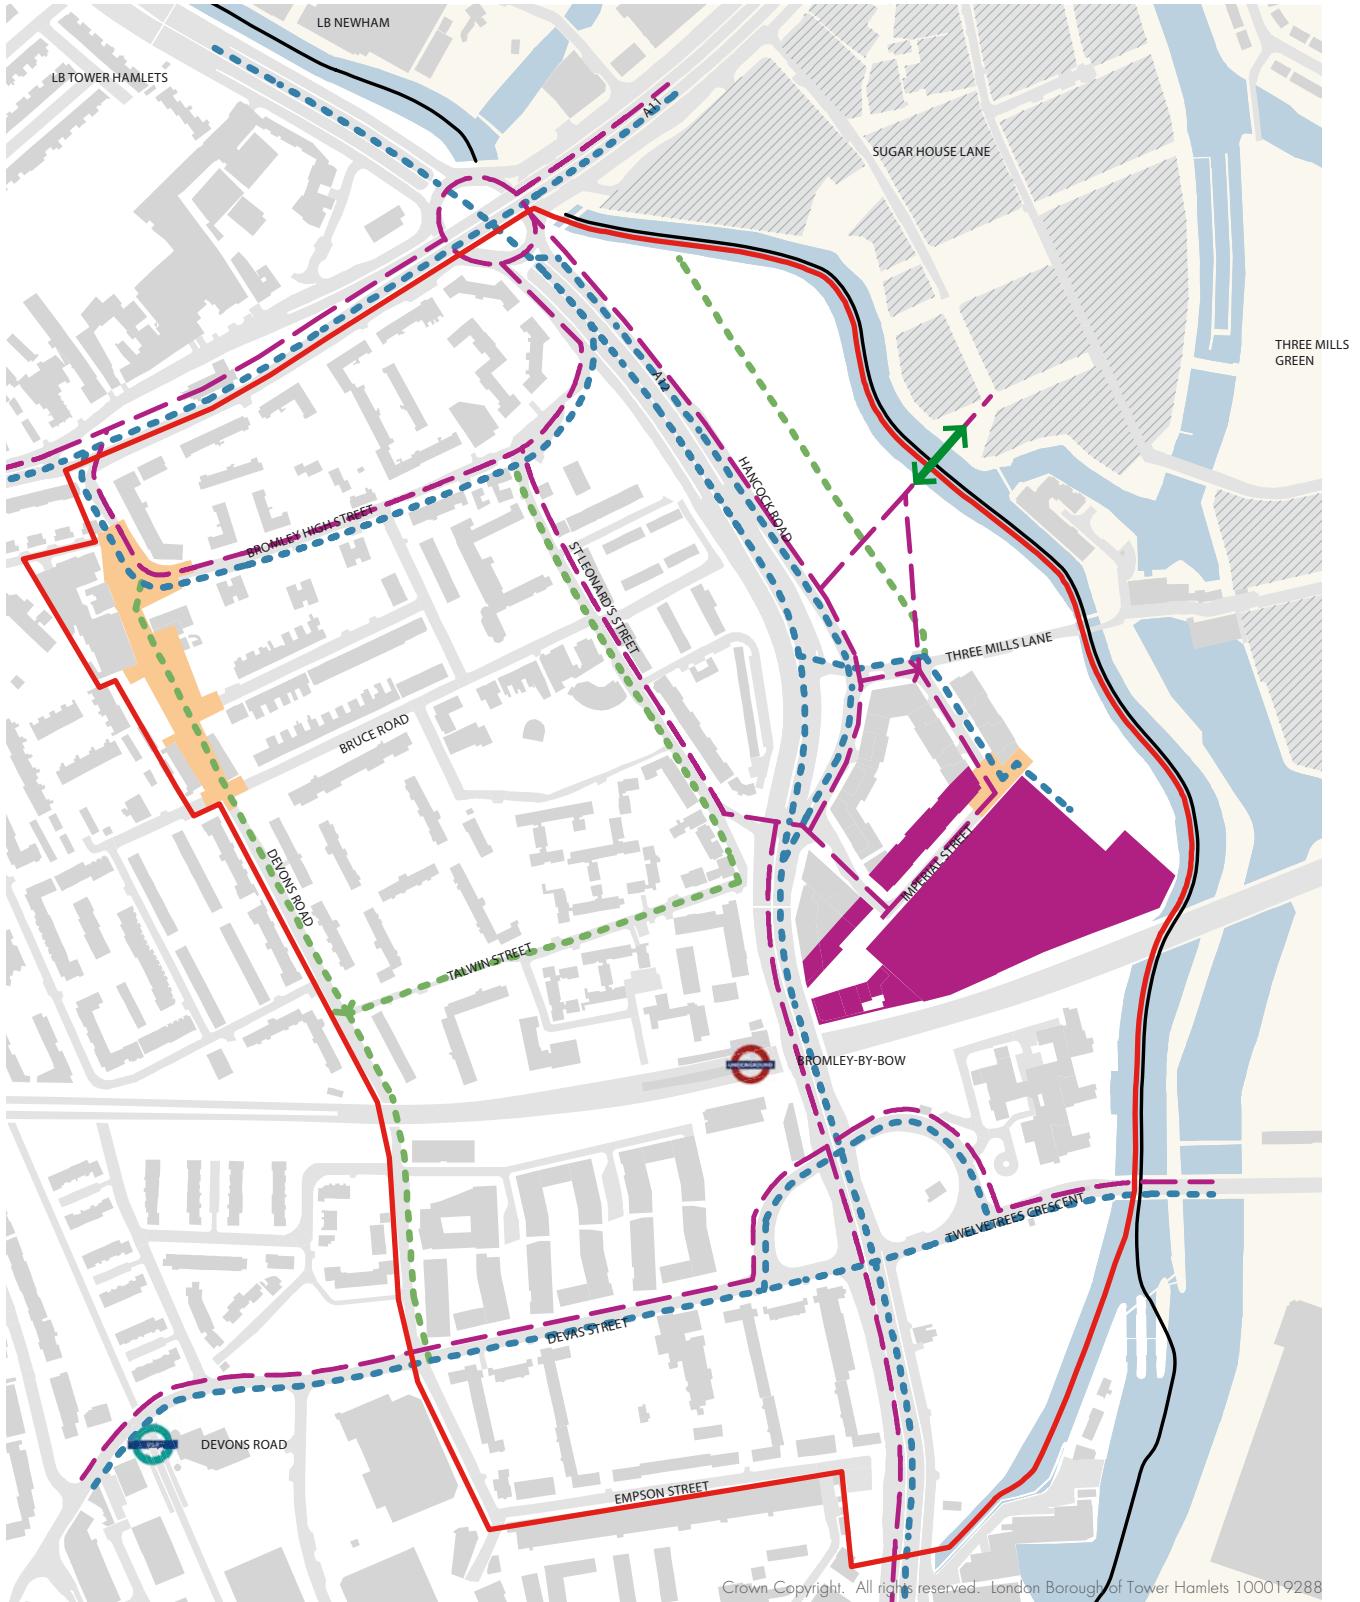 LB NEWHAM
LB TOWER HAMLETS
A11
SUGAR HOUSE LANE
THREE MILLS
GREEN
A12
HANCOCK ROAD
BROMLEY HIGH STREET
ST LEONARD'S STREET
THREE MILLS LANE
BRUCE ROAD
IMPERIAL STREET
DEVONS ROAD
TALWIN STREET
UNDERGROUND
BROMLEY-BY-BOW
TWELVETREES CRESCENT
DEVAS STREET
DEVONS ROAD
EMPSON STREET
Crown Copyright. All rights reserved. London Borough of Tower Hamlets 100019288